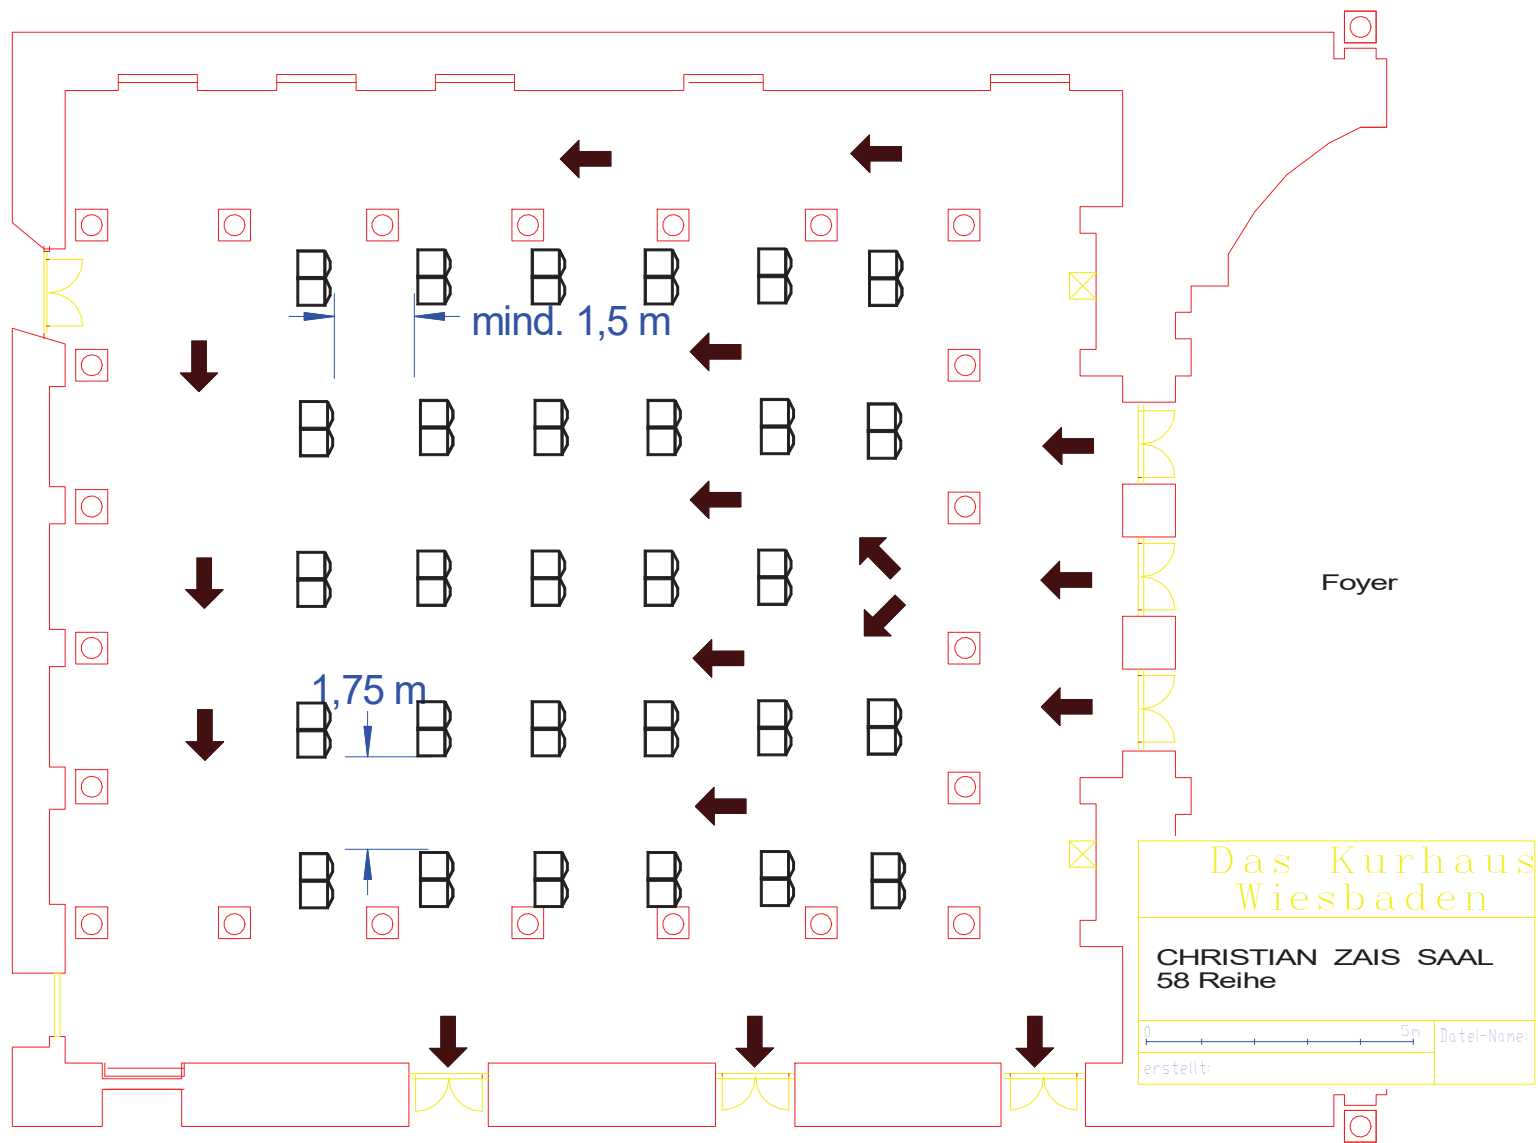 mind. 1,5 m
1,75 m
Foyer
Das Kurhaus
Wiesbaden
CHRISTIAN ZAIS SAAL
58 Reihe
0 5m
Datei-Name:
erstellt: